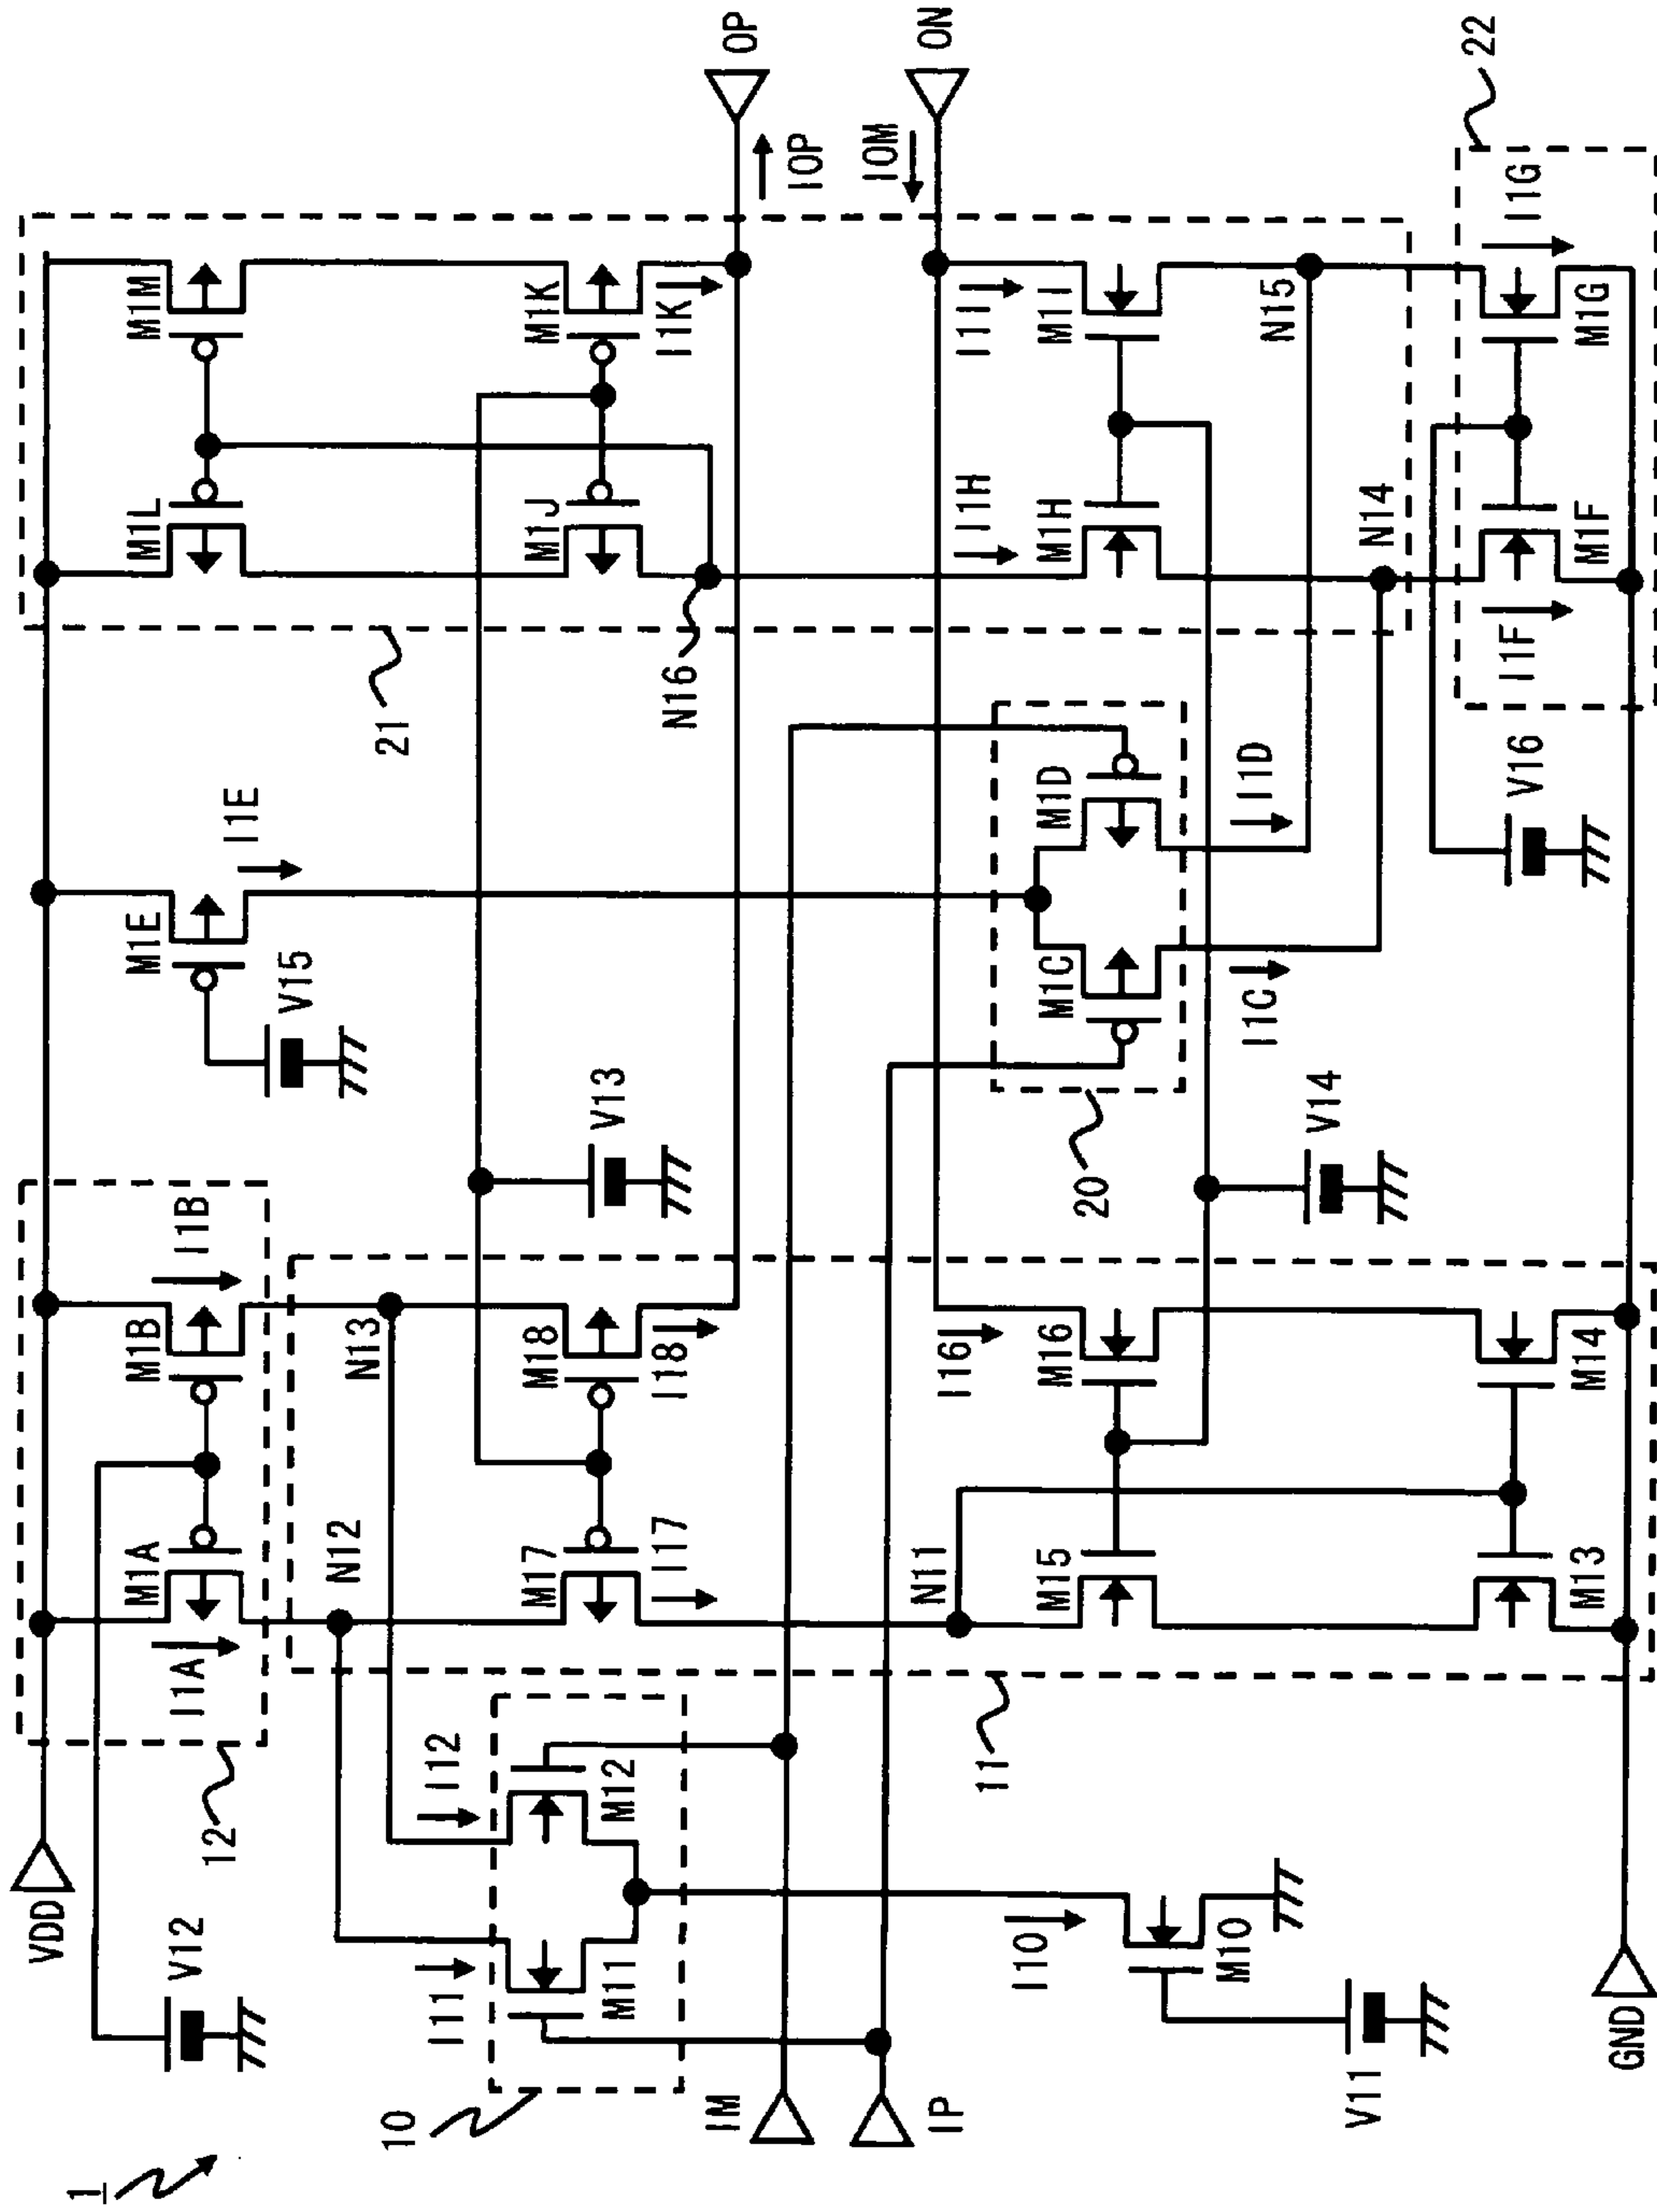 1
VDD
V12
12
M1A
I1A
M1B
I1B
N12
N13
10
I11
M11
I12
M12
M17
I17
M18
I18
IM
IP
I10
M10
V11
GND
11
N11
M15
M13
I16
M16
M14
M1E
I1E
V15
V13
V14
20
M1C
I1C
M1D
I1D
21
N16
M1L
M1M
M1J
M1K
I1K
OP
IOP
ON
IOM
I1H
M1H
I1I
M1I
N14
N15
V16
I1F
M1F
I1G
M1G
22